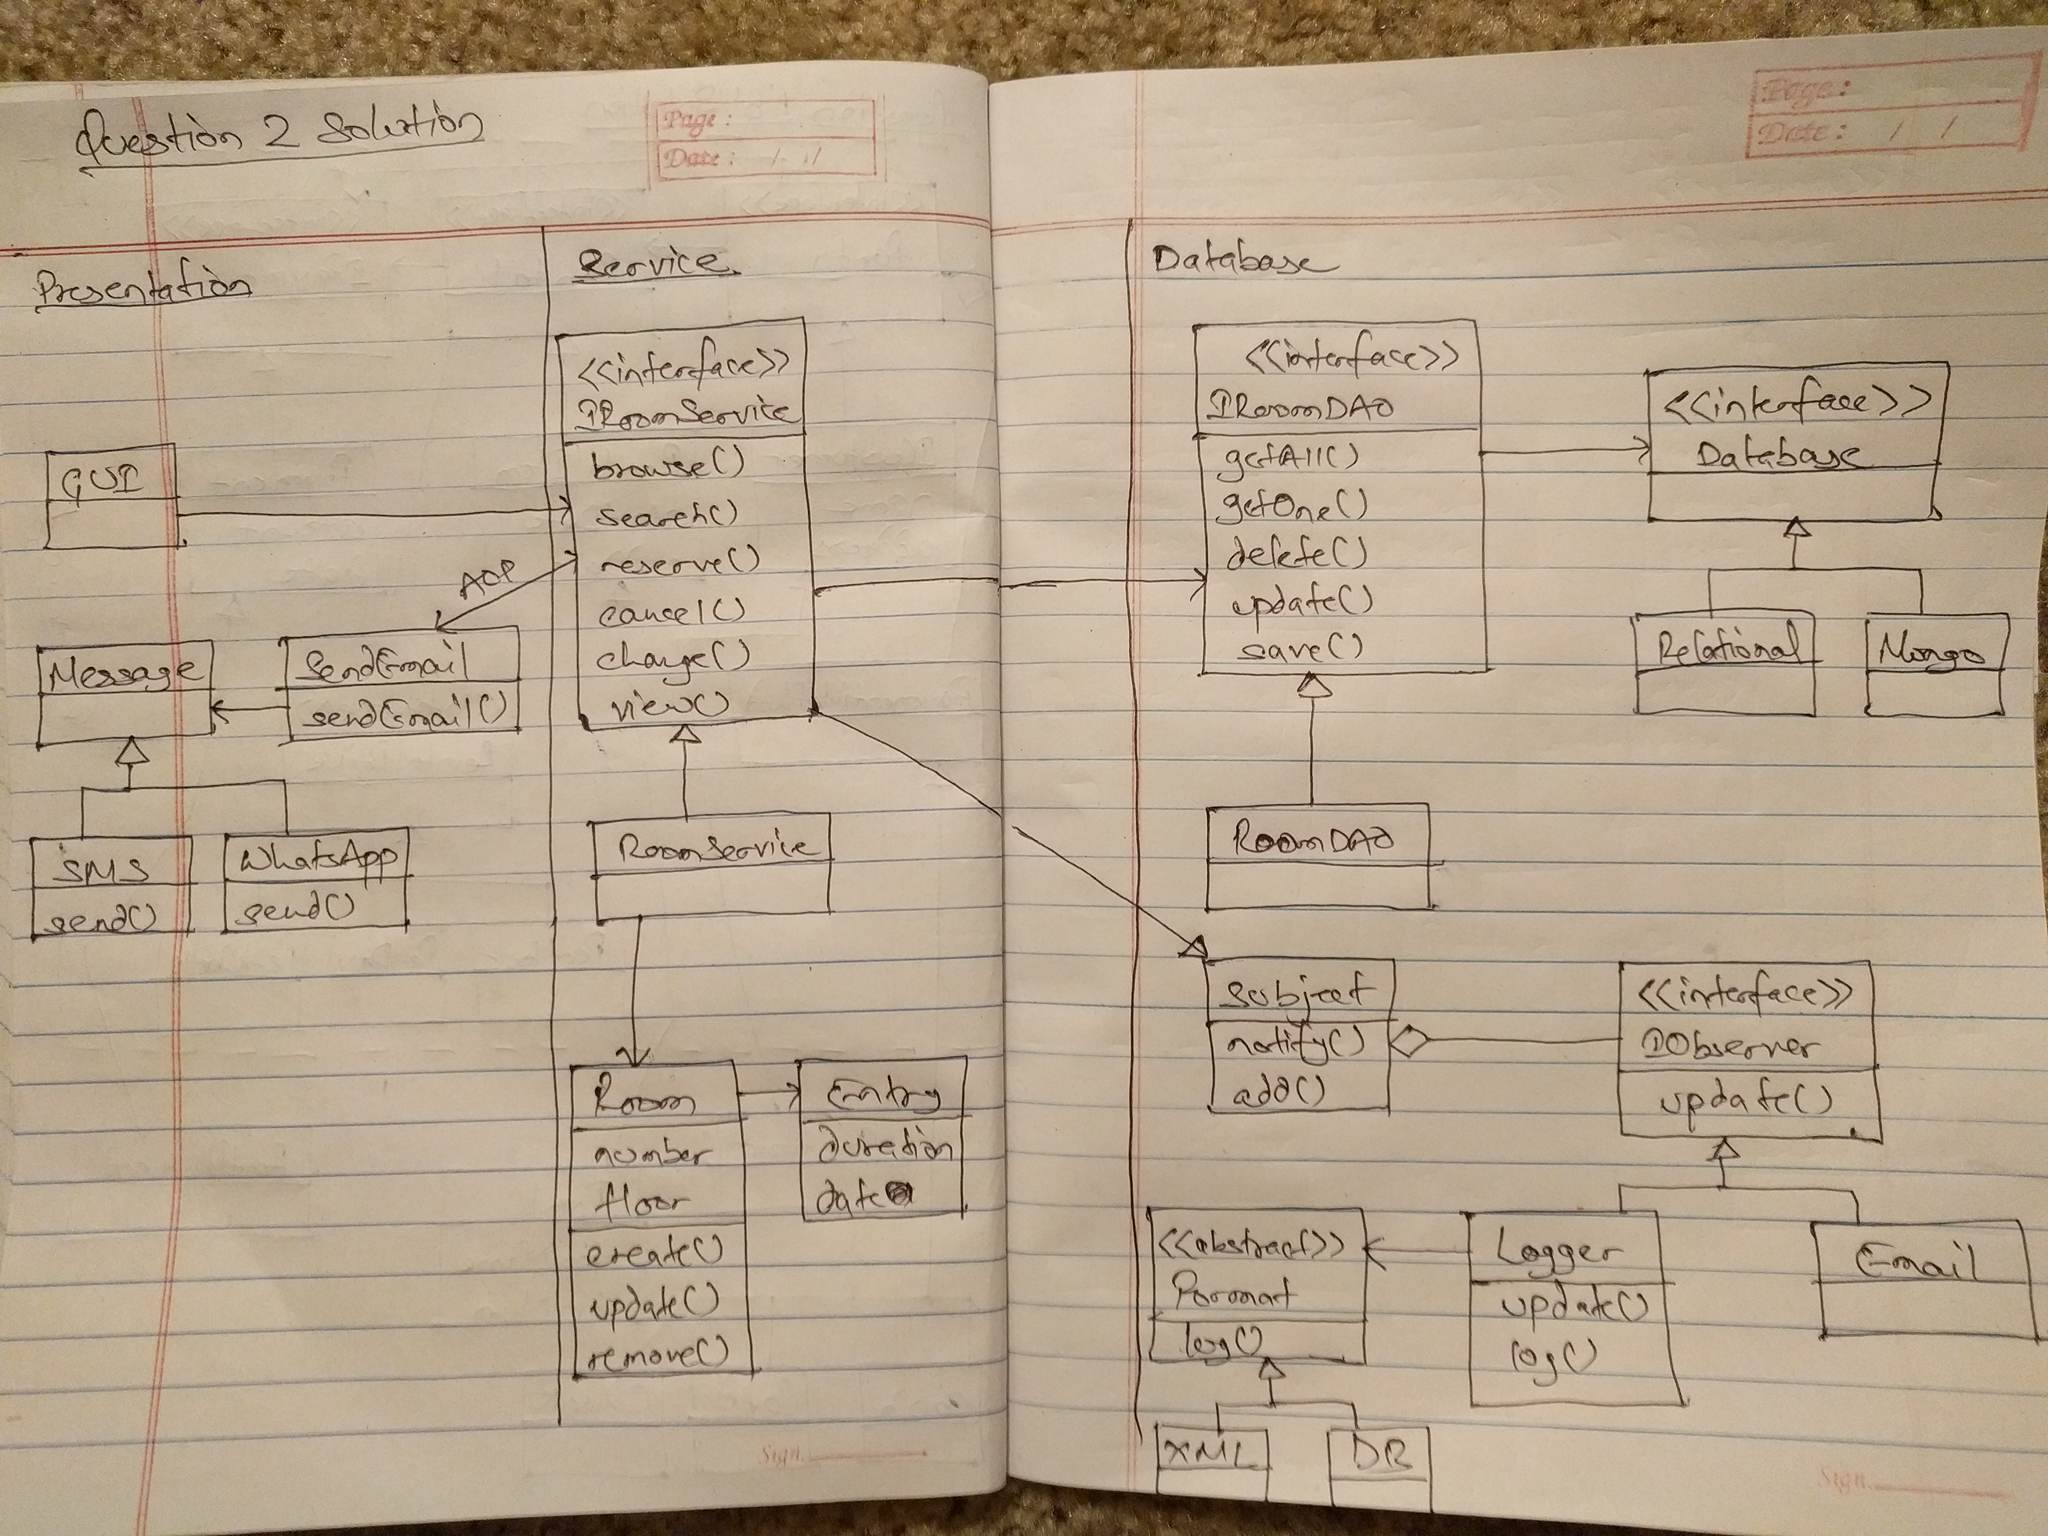 Question 2 Solution
Page:
Date: / /
Page:
Date: / /
Presentation
Service
Database
GUI
AOP
Message
SendEmail
sendEmail()
SMS
send()
WhatsApp
send()
<<interface>>
IRoomService
browse()
search()
reserve()
cancel()
change()
view()
RoomService
Room
number
floor
create()
update()
remove()
Entry
duration
date
<<interface>>
IRoomDAO
getAll()
getOne()
delete()
update()
save()
<<interface>>
Database
Relational
Mongo
RoomDAO
Subject
notify()
add()
<<interface>>
IObserver
update()
<<abstract>>
Format
log()
Logger
update()
log()
Email
XML
DB
Sign.
Sign.